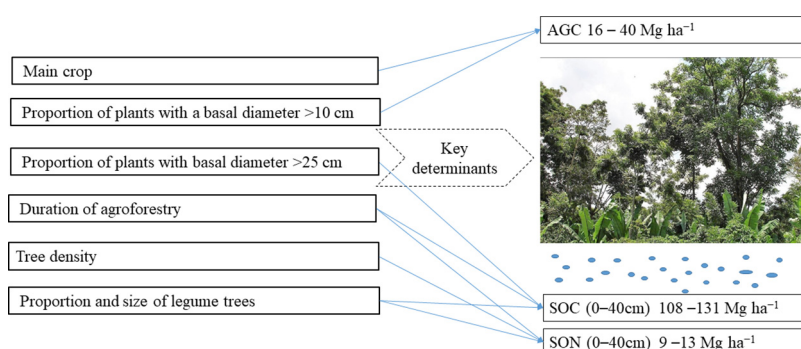 AGC 16 – 40 Mg ha⁻¹
Main crop
Proportion of plants with a basal diameter >10 cm
Proportion of plants with basal diameter >25 cm
Key
determinants
Duration of agroforestry
Tree density
Proportion and size of legume trees
SOC (0–40cm)  108 –131 Mg ha⁻¹
SON (0–40cm)  9 –13 Mg ha⁻¹